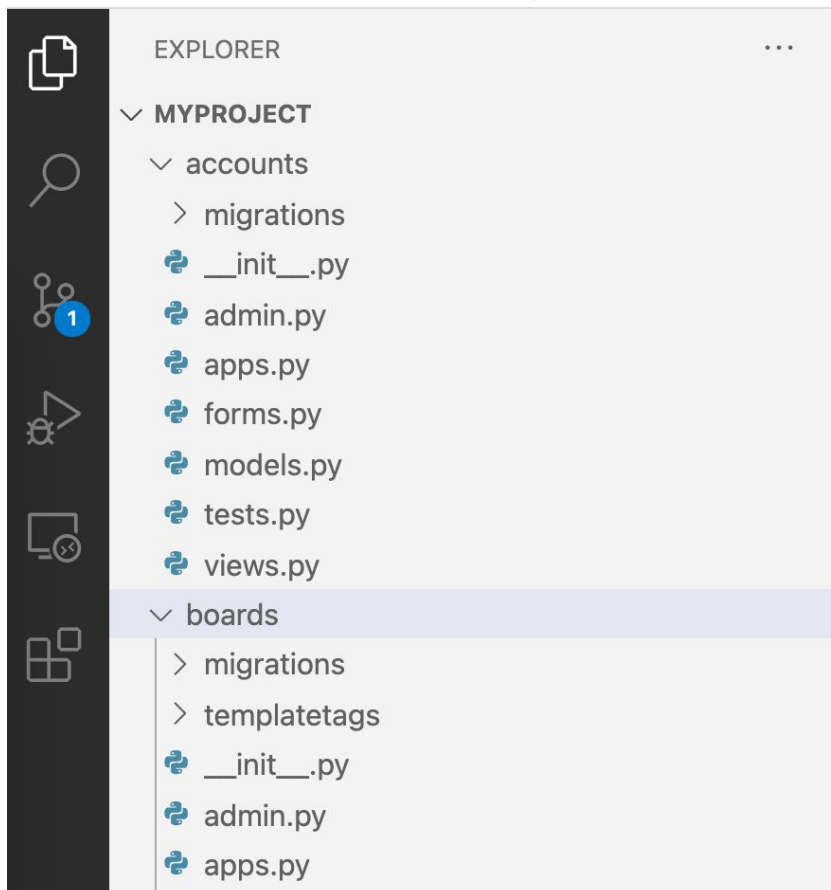 EXPLORER ...
MYPROJECT
accounts
migrations
__init__.py
admin.py
apps.py
forms.py
models.py
tests.py
1
views.py
boards
migrations
templatetags
__init__.py
admin.py
apps.py